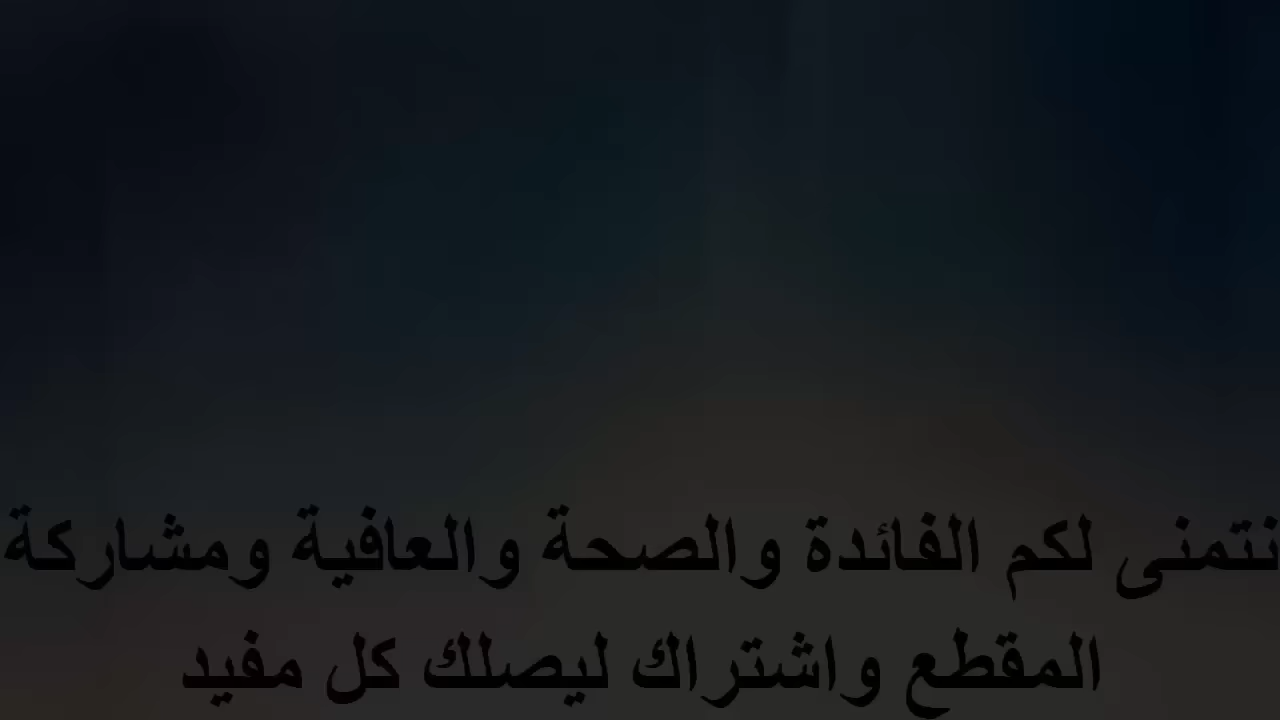 نتمنى لكم الفائدة والصحة والعافية ومشاركة
المقطع واشتراك ليصلك كل مفيد